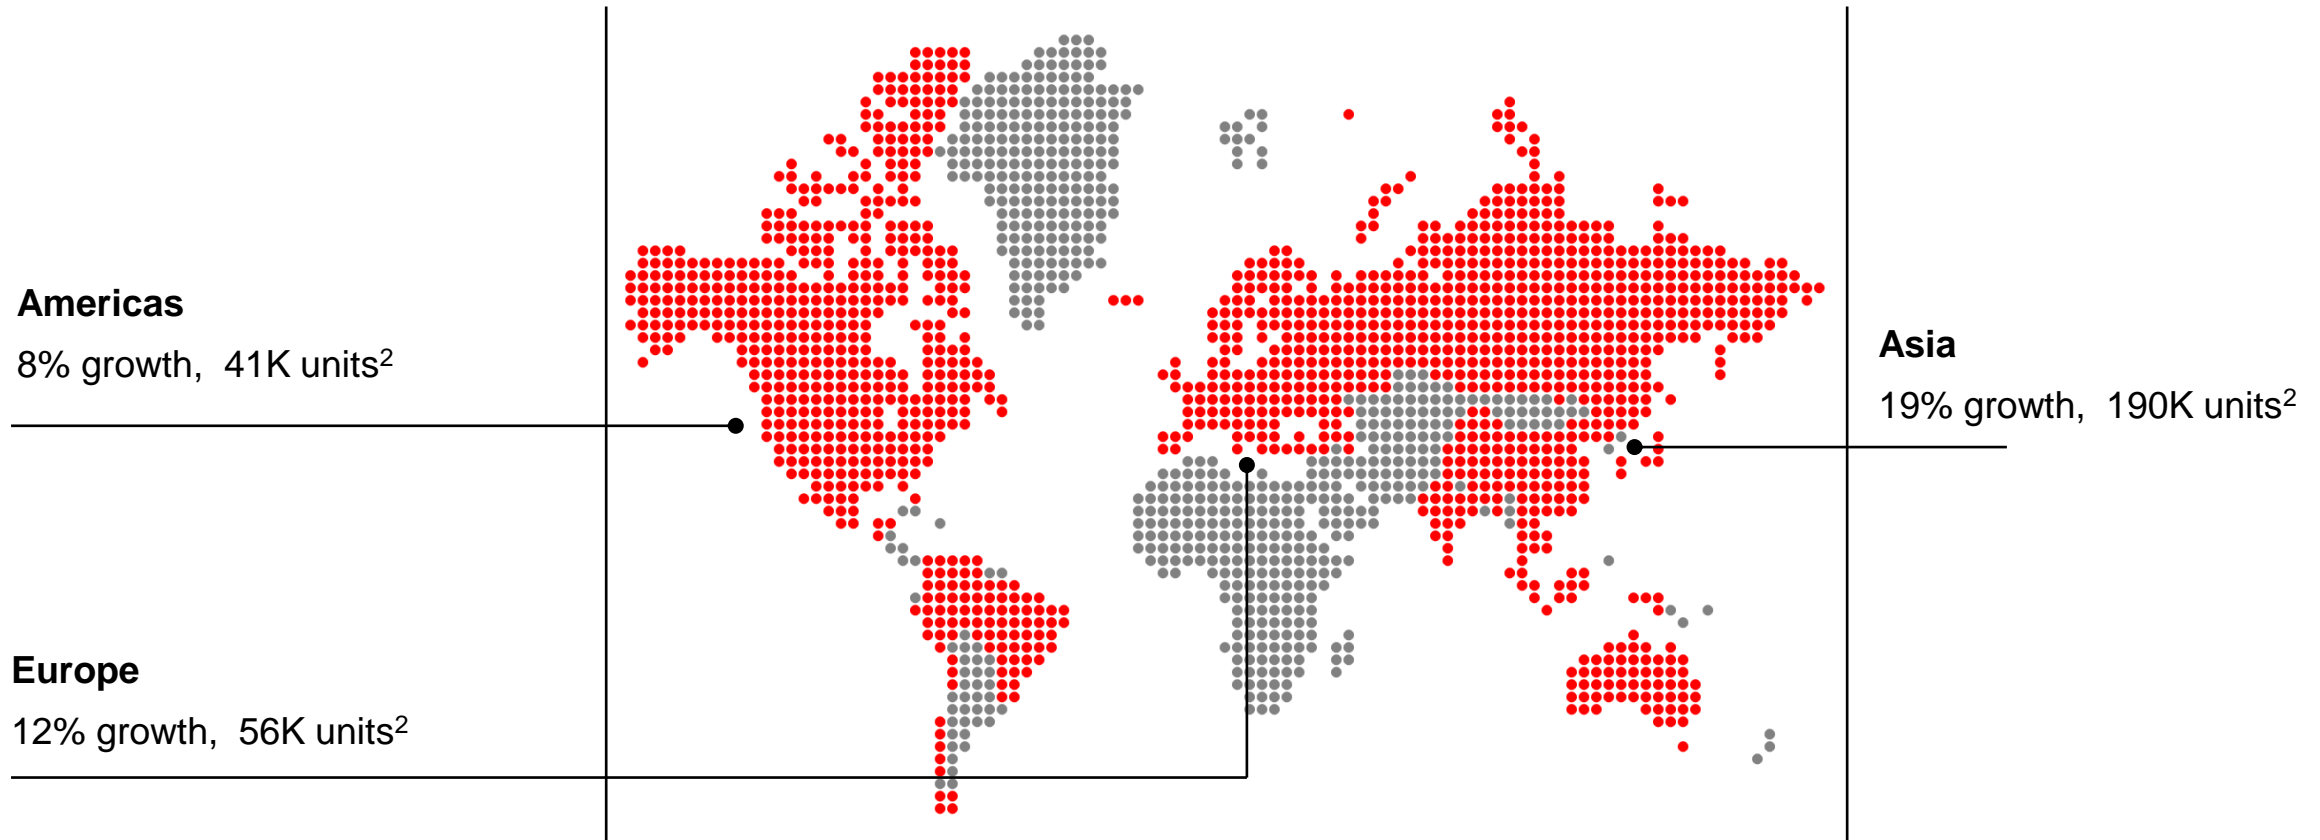 Americas
8% growth, 41K units²
Asia
19% growth, 190K units²
Europe
12% growth, 56K units²